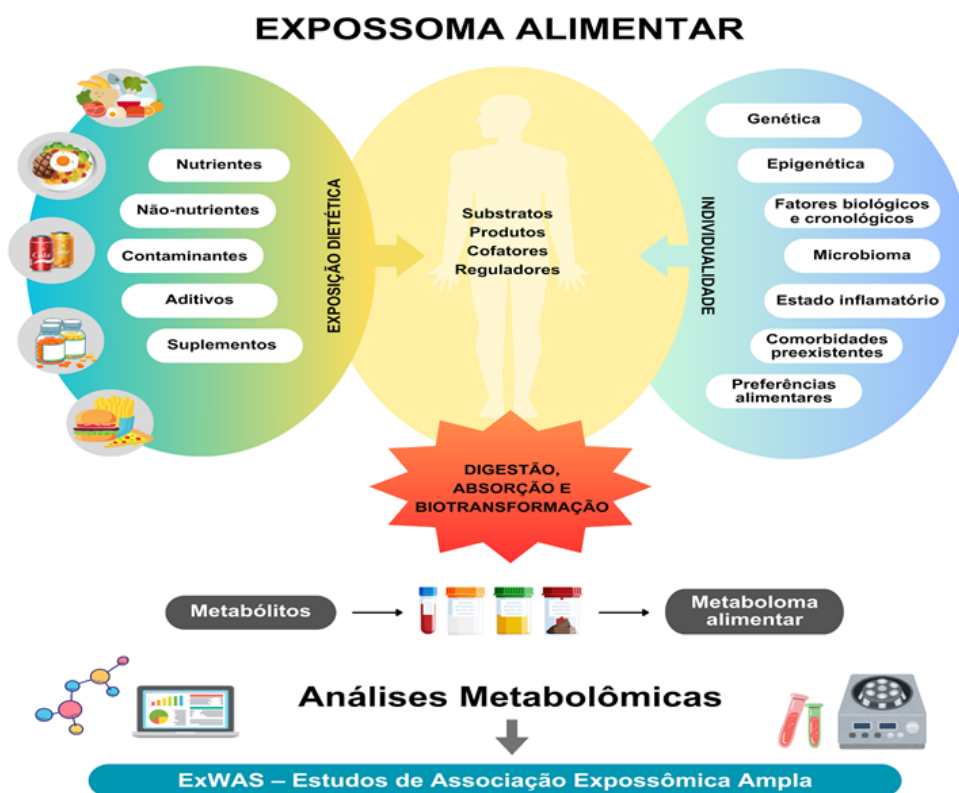 EXPOSSOMA ALIMENTAR
Nutrientes
Não-nutrientes
Contaminantes
Aditivos
Suplementos
EXPOSIÇÃO DIETÉTICA
Substratos
Produtos
Cofatores
Reguladores
INDIVIDUALIDADE
Genética
Epigenética
Fatores biológicos
e cronológicos
Microbioma
Estado inflamatório
Comorbidades
preexistentes
Preferências
alimentares
DIGESTÃO,
ABSORÇÃO E
BIOTRANSFORMAÇÃO
Metabólitos
Metaboloma
alimentar
Análises Metabolômicas
ExWAS – Estudos de Associação Expossômica Ampla